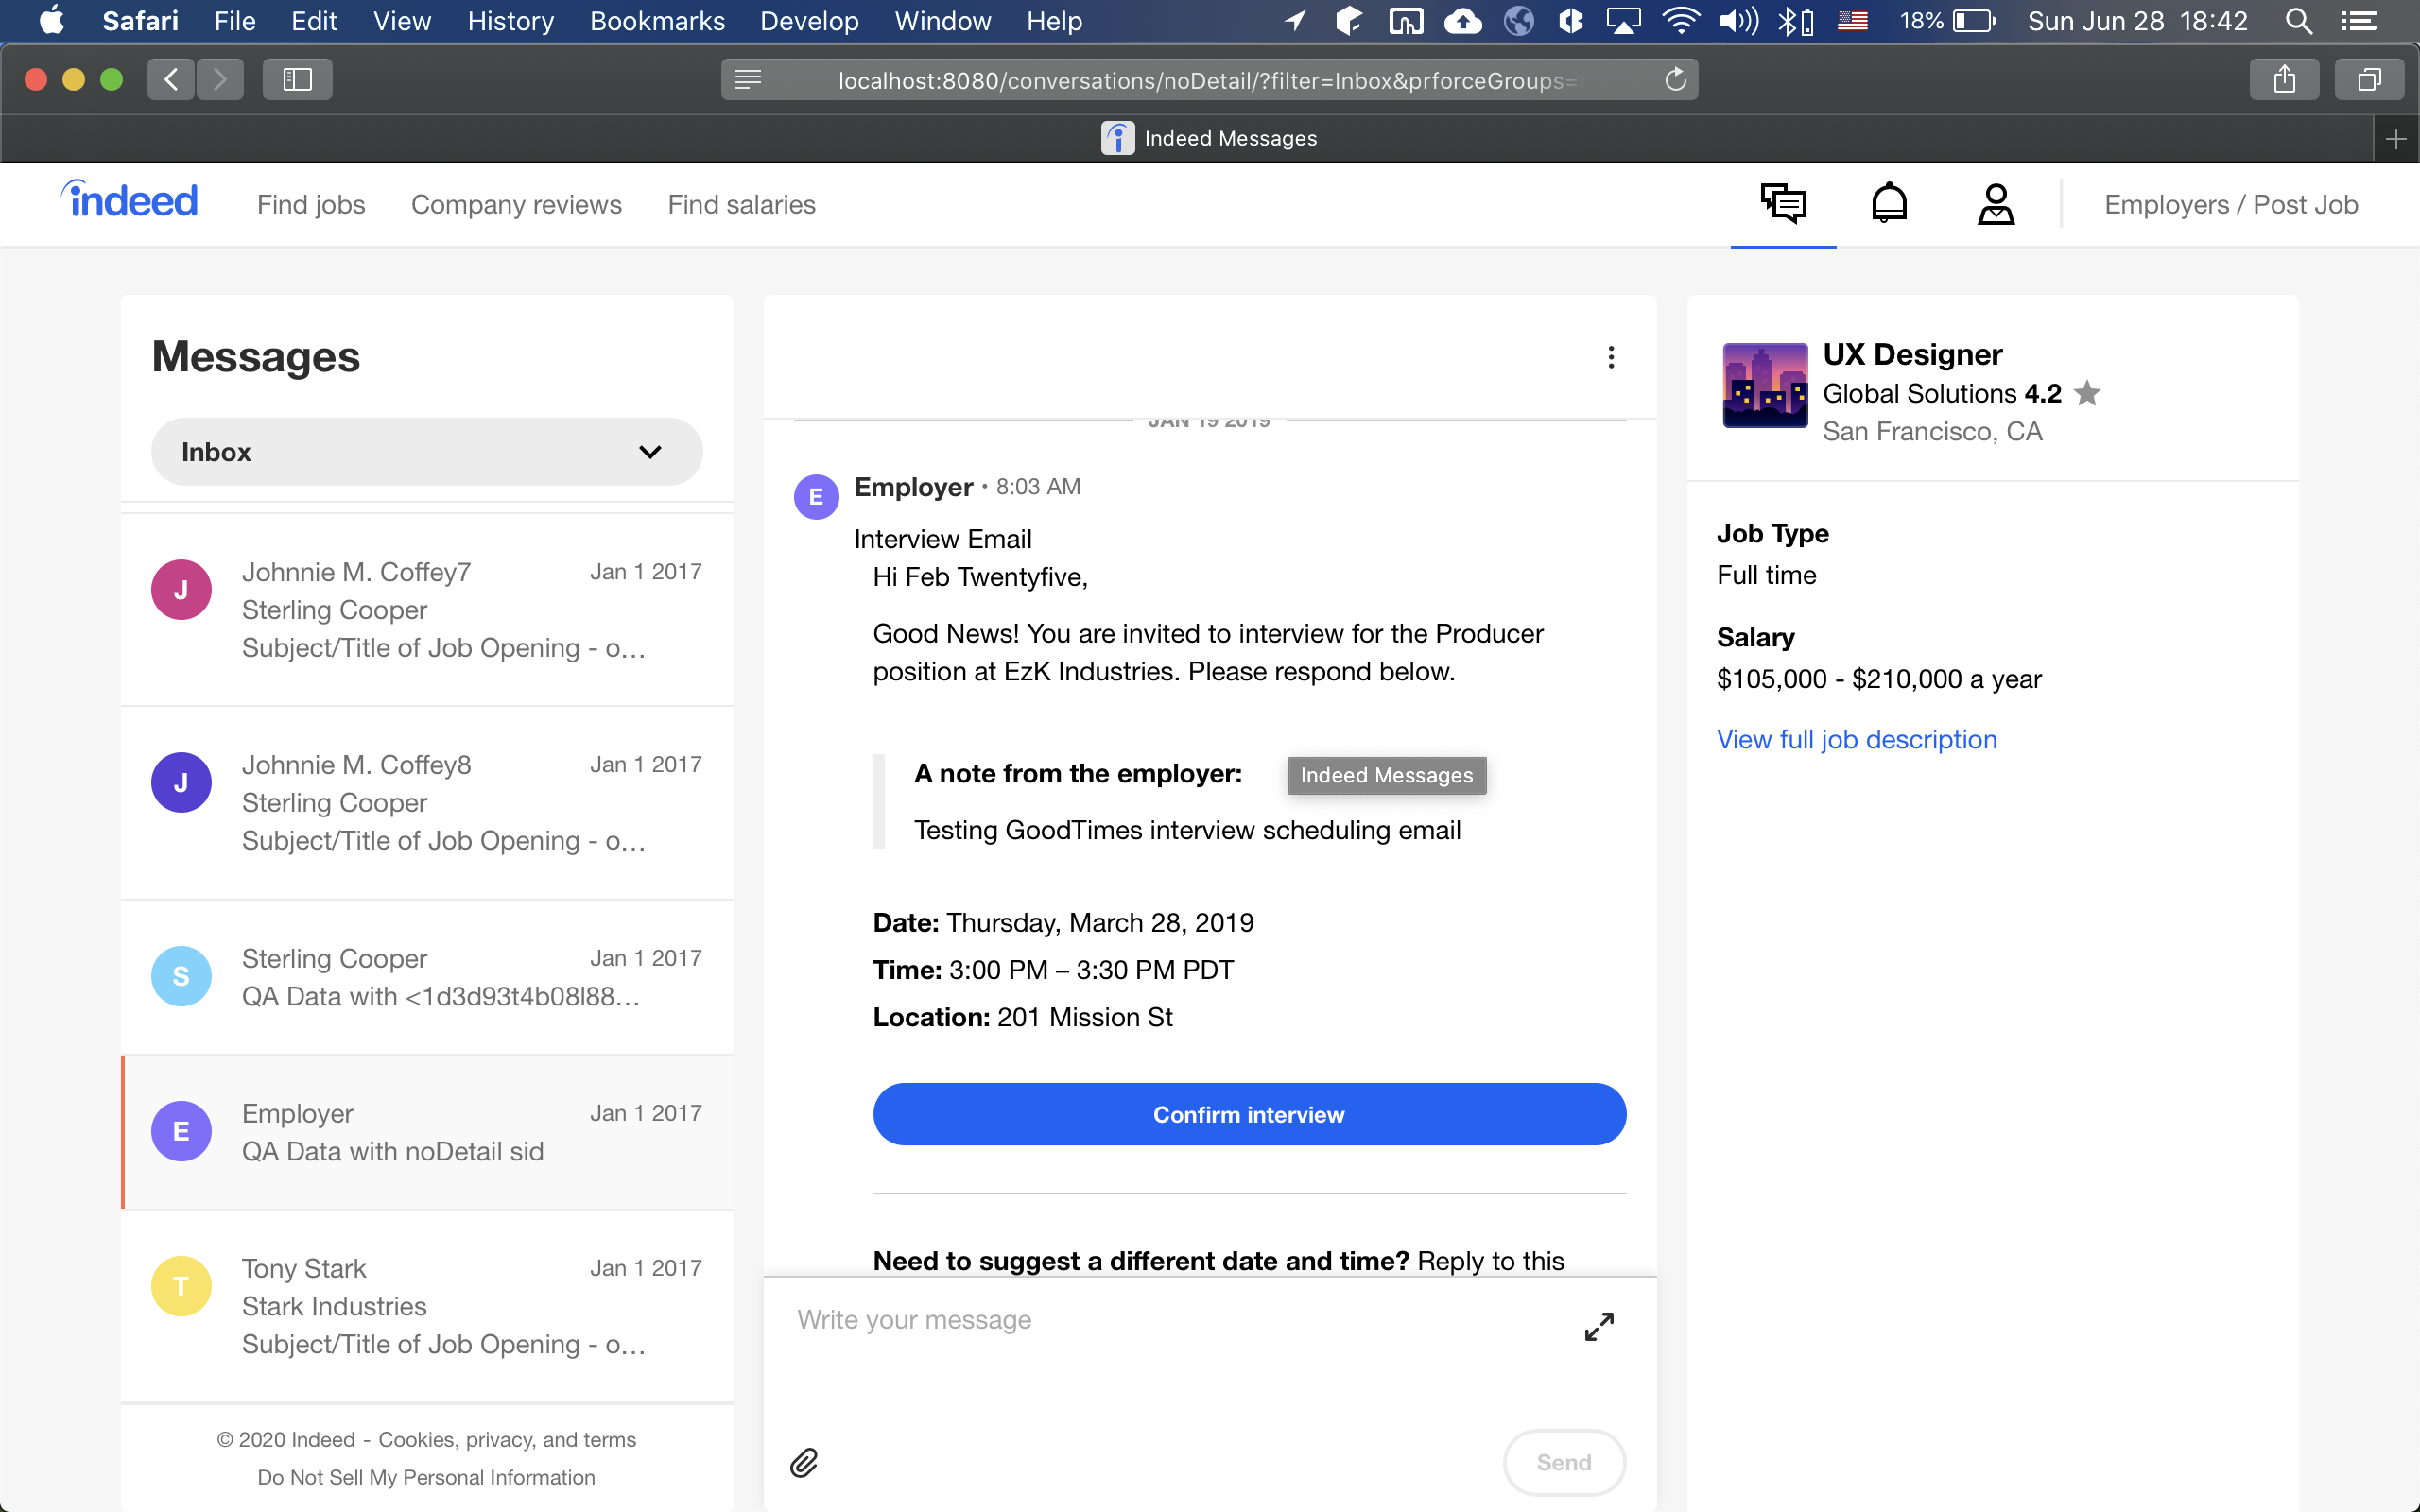 Safari File Edit View History Bookmarks Develop Window Help 18% Sun Jun 28 18:42
localhost:8080/conversations/noDetail/?filter=Inbox&prforceGroups=
Indeed Messages
indeed Find jobs Company reviews Find salaries Employers / Post Job
Messages
Inbox
J
Johnnie M. Coffey7 Jan 1 2017
Sterling Cooper
Subject/Title of Job Opening - o…
J
Johnnie M. Coffey8 Jan 1 2017
Sterling Cooper
Subject/Title of Job Opening - o…
S
Sterling Cooper Jan 1 2017
QA Data with <1d3d93t4b08l88…
E
Employer Jan 1 2017
QA Data with noDetail sid
T
Tony Stark Jan 1 2017
Stark Industries
Subject/Title of Job Opening - o…
© 2020 Indeed - Cookies, privacy, and terms
Do Not Sell My Personal Information
JAN 19 2019
E
Employer • 8:03 AM
Interview Email
Hi Feb Twentyfive,
Good News! You are invited to interview for the Producer
position at EzK Industries. Please respond below.
A note from the employer:
Indeed Messages
Testing GoodTimes interview scheduling email
Date: Thursday, March 28, 2019
Time: 3:00 PM – 3:30 PM PDT
Location: 201 Mission St
Confirm interview
Need to suggest a different date and time? Reply to this
Write your message
Send
UX Designer
Global Solutions 4.2
San Francisco, CA
Job Type
Full time
Salary
$105,000 - $210,000 a year
View full job description